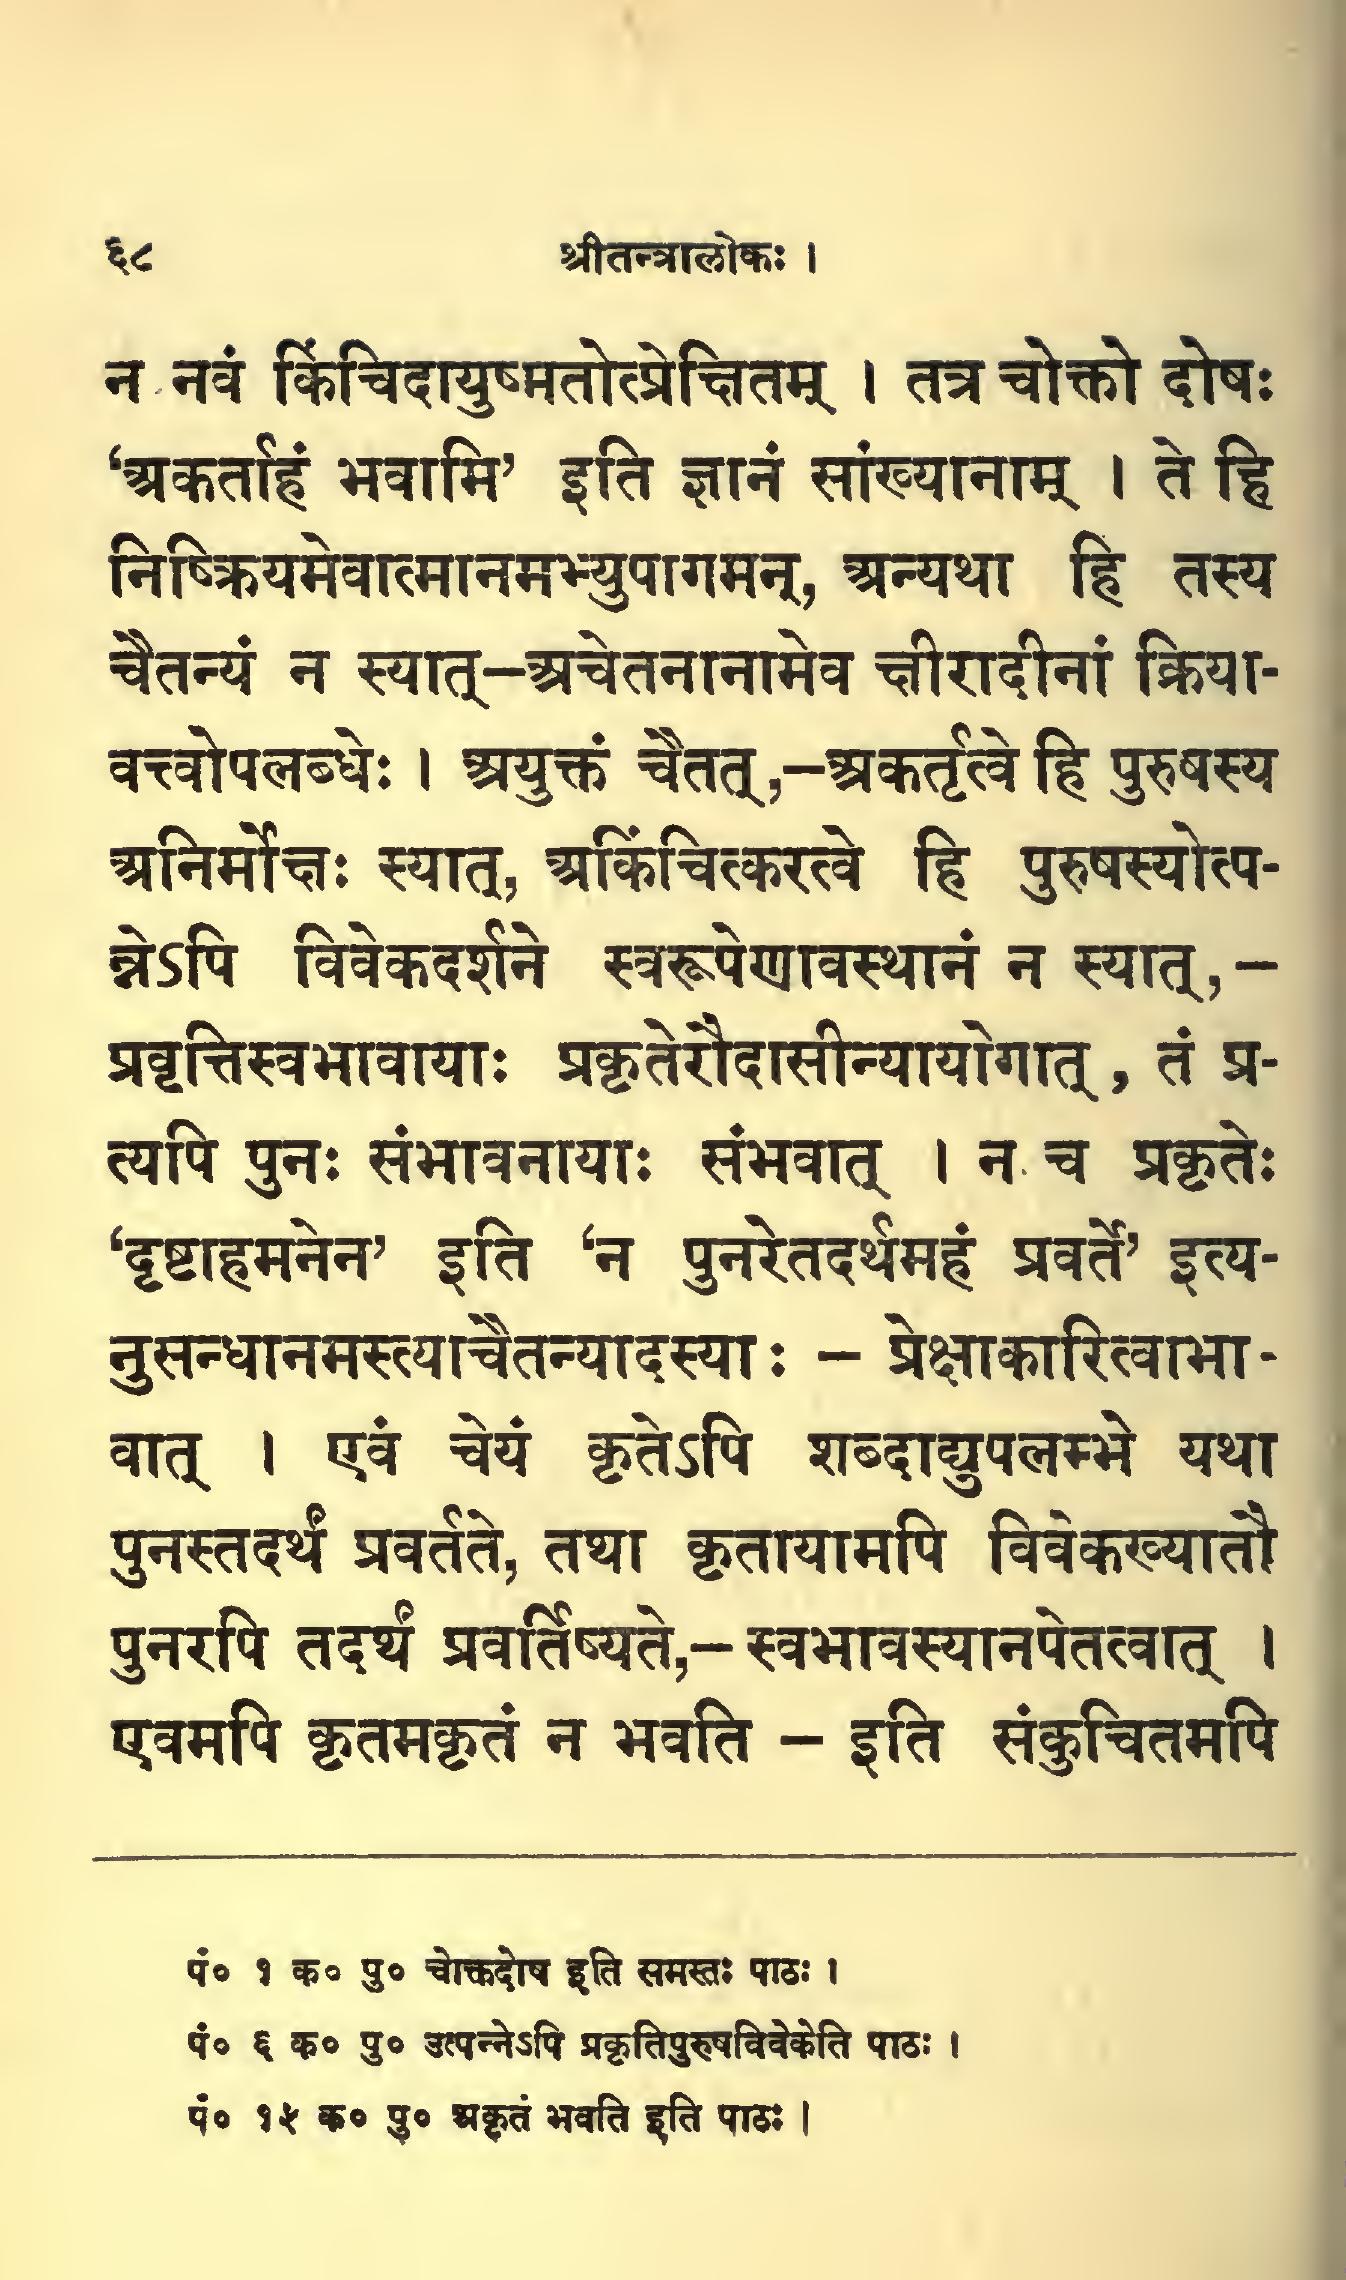 ६८ श्रीतन्त्रालोकः ।
न नवं किंचिदायुष्मतोत्प्रेक्षितम् । तत्र चोक्तो दोषः
‘अकर्ताहं भवामि’ इति ज्ञानं सांख्यानाम् । ते हि
निष्क्रियमेवात्मानमभ्युपागमन्, अन्यथा हि तस्य
चैतन्यं न स्यात्–अचेतनानामेव क्षीरादीनां क्रिया-
वत्त्वोपलब्धेः । अयुक्तं चैतत्,–अकर्तृत्वे हि पुरुषस्य
अनिर्मोक्षः स्यात्, अकिंचित्करत्वे हि पुरुषस्योत्प-
न्नेऽपि विवेकदर्शने स्वरूपेणावस्थानं न स्यात्,–
प्रवृत्तिस्वभावायाः प्रकृतेरौदासीन्यायोगात्, तं प्र-
त्यपि पुनः संभावनायाः संभवात् । न च प्रकृतेः
‘दृष्टाहमनेन’ इति ‘न पुनरेतदर्थमहं प्रवर्ते’ इत्य-
नुसन्धानमस्त्याचैतन्यादस्याः – प्रेक्षाकारित्वाभा-
वात् । एवं चेयं कृतेऽपि शब्दाद्युपलम्भे यथा
पुनस्तदर्थं प्रवर्तते, तथा कृतायामपि विवेकख्यातौ
पुनरपि तदर्थं प्रवर्तिष्यते,– स्वभावस्यानपेतत्वात् ।
एवमपि कृतमकृतं न भवति – इति संकुचितमपि
पं० १ क० पु० चोक्तदोष इति समस्तः पाठः ।
पं० ६ क० पु० उत्पन्नेऽपि प्रकृतिपुरुषविवेकेति पाठः ।
पं० १५ क० पु० अकृतं भवति इति पाठः ।